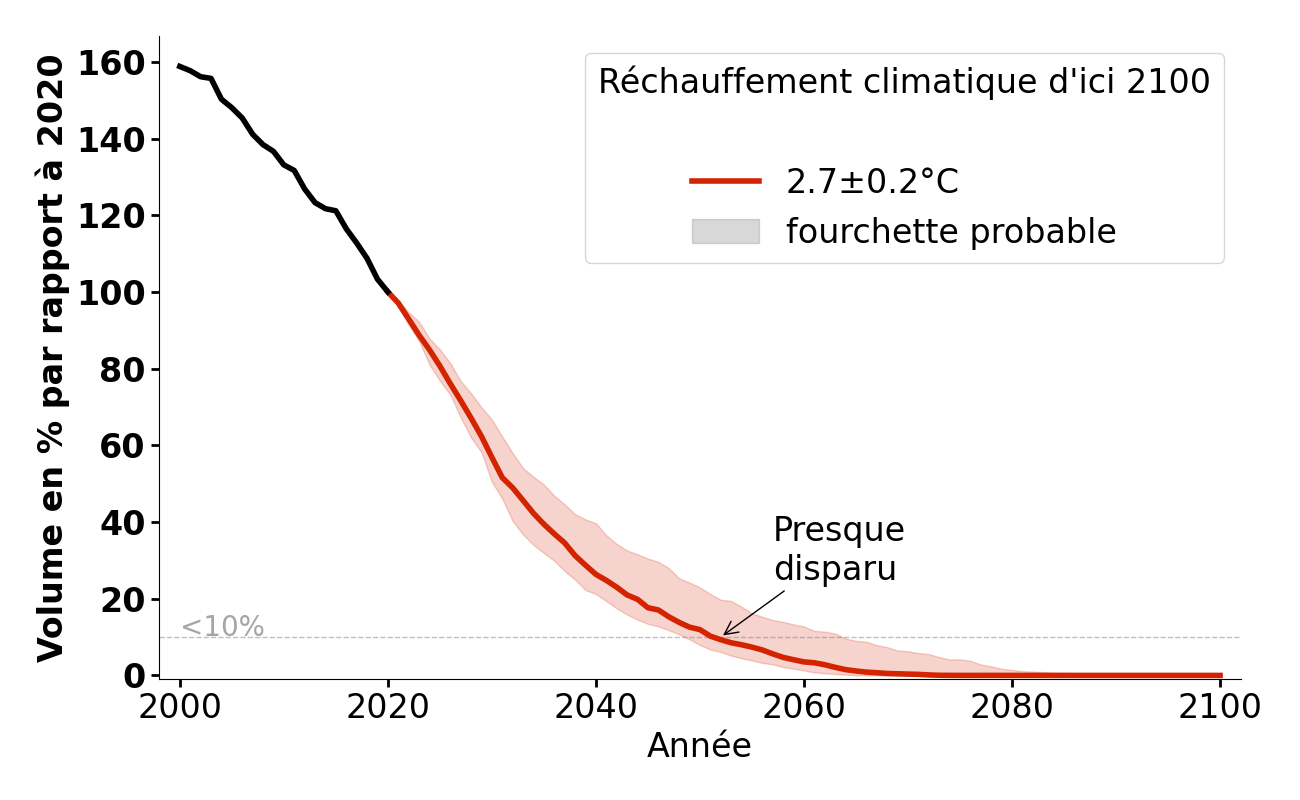 Volume en % par rapport à 2020
160
140
120
100
80
60
40
20
0
Réchauffement climatique d'ici 2100
2.7±0.2°C
fourchette probable
Presque
disparu
<10%
2000 2020 2040 2060 2080 2100
Année